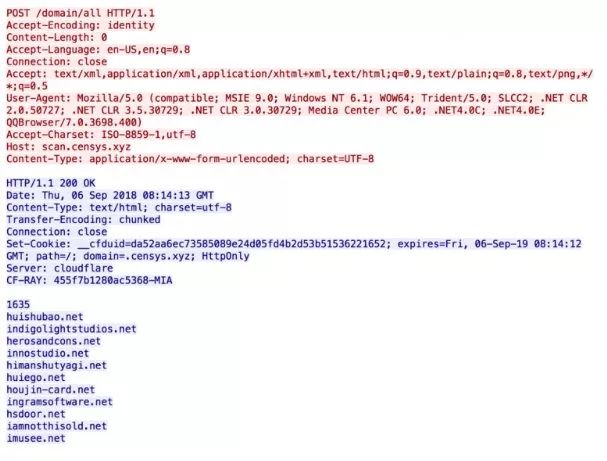 POST /domain/all HTTP/1.1
Accept-Encoding: identity
Content-Length: 0
Accept-Language: en-US,en;q=0.8
Connection: close
Accept: text/xml,application/xml,application/xhtml+xml,text/html;q=0.9,text/plain;q=0.8,text/png,*/
*;q=0.5
User-Agent: Mozilla/5.0 (compatible; MSIE 9.0; Windows NT 6.1; WOW64; Trident/5.0; SLCC2; .NET CLR
2.0.50727; .NET CLR 3.5.30729; .NET CLR 3.0.30729; Media Center PC 6.0; .NET4.0C; .NET4.0E;
QQBrowser/7.0.3698.400)
Accept-Charset: ISO-8859-1,utf-8
Host: scan.censys.xyz
Content-Type: application/x-www-form-urlencoded; charset=UTF-8
HTTP/1.1 200 OK
Date: Thu, 06 Sep 2018 08:14:13 GMT
Content-Type: text/html; charset=utf-8
Transfer-Encoding: chunked
Connection: close
Set-Cookie: __cfduid=da52aa6ec73585089e24d05fd4b2d53b51536221652; expires=Fri, 06-Sep-19 08:14:12
GMT; path=/; domain=.censys.xyz; HttpOnly
Server: cloudflare
CF-RAY: 455f7b1280ac5368-MIA
1635
huishubao.net
indigolightstudios.net
herosandcons.net
innostudio.net
himanshutyagi.net
huiego.net
houjin-card.net
ingramsoftware.net
hsdoor.net
iamnotthisold.net
imusee.net